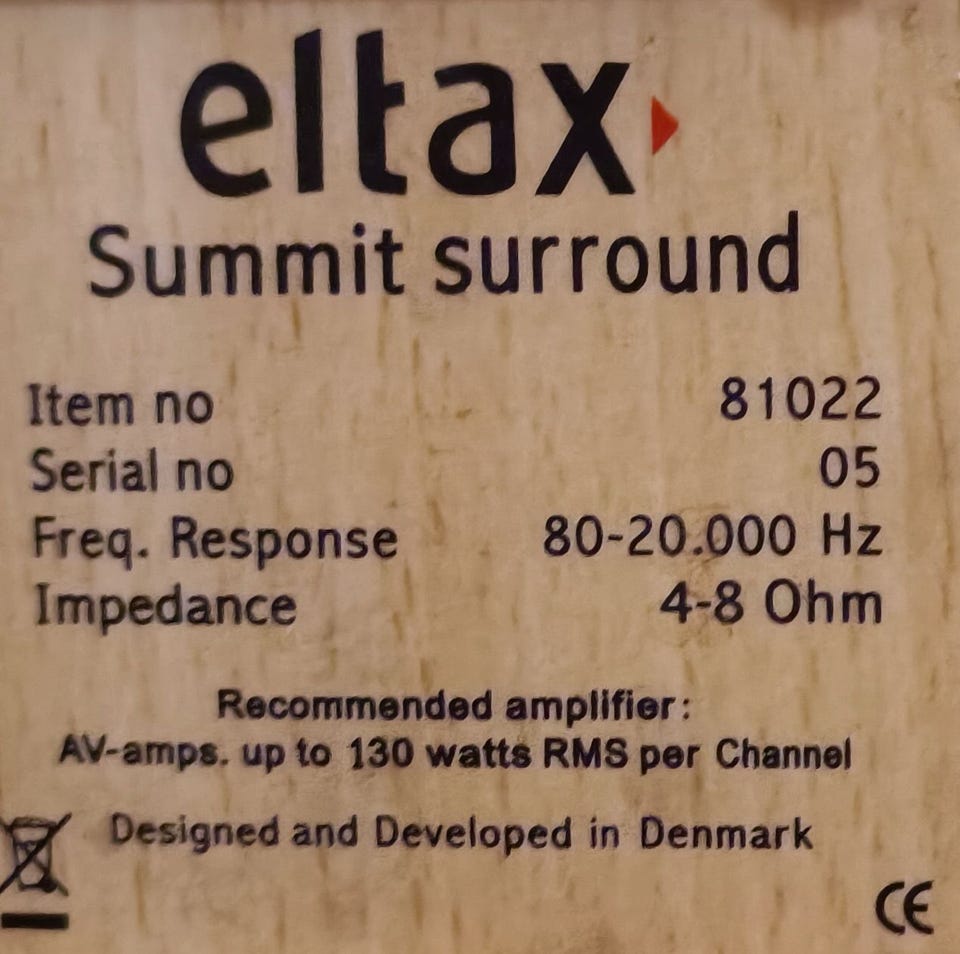 eltax
Summit surround
Item no 81022
Serial no 05
Freq. Response 80-20.000 Hz
Impedance 4-8 Ohm
Recommended amplifier:
AV-amps. up to 130 watts RMS per Channel
Designed and Developed in Denmark
CE